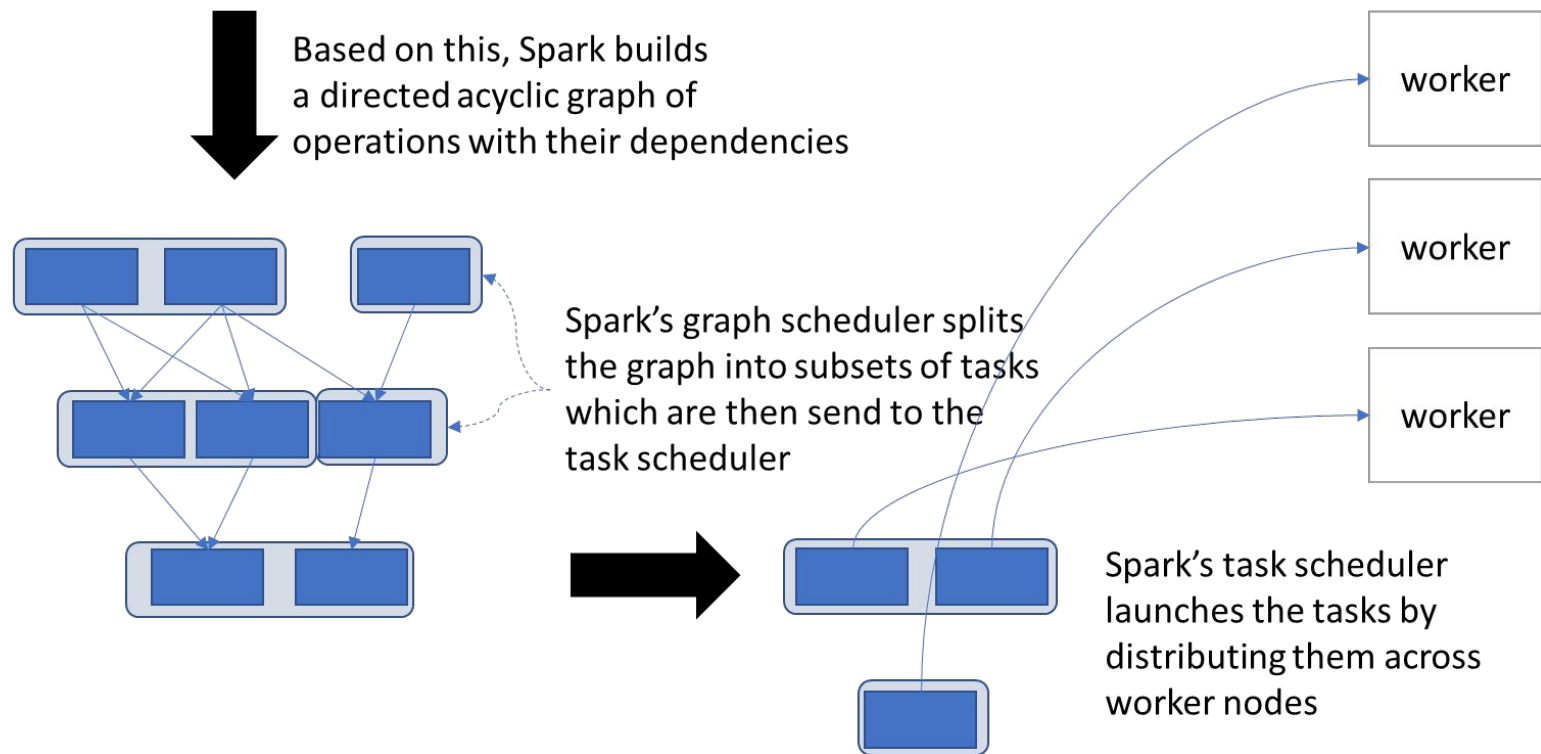 Based on this, Spark builds
a directed acyclic graph of
operations with their dependencies
worker
worker
worker
Spark’s graph scheduler splits
the graph into subsets of tasks
which are then send to the
task scheduler
Spark’s task scheduler
launches the tasks by
distributing them across
worker nodes